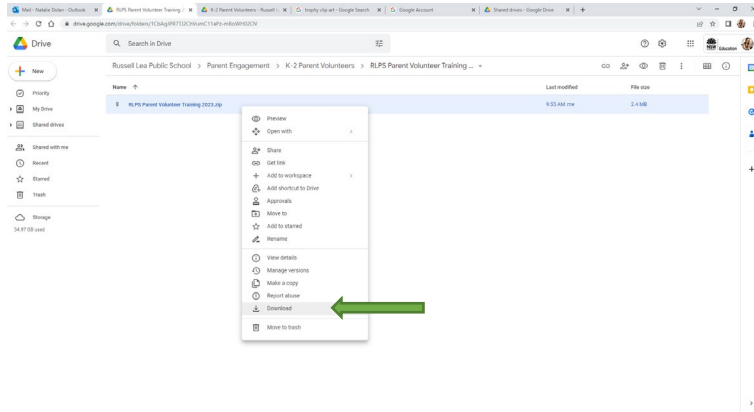 Mail - Natalie Dolan - Outlook
RLPS Parent Volunteer Training
K-2 Parent Volunteers - Russell L
trophy clip art - Google Search
Google Account
Shared drives - Google Drive
drive.google.com/drive/folders/
Drive
Search in Drive
NSW Education
New
Russell Lea Public School > Parent Engagement > K-2 Parent Volunteers > RLPS Parent Volunteer Training ...
Priority
My Drive
Shared drives
Shared with me
Recent
Starred
Trash
Storage
54.97 GB used
Name
Last modified
File size
RLPS Parent Volunteer Training 2023.zip
9:55 AM me
2.4 MB
Preview
Open with
Share
Get link
Add to workspace
Add shortcut to Drive
Approvals
Move to
Add to starred
Rename
View details
Manage versions
Make a copy
Report abuse
Download
Move to trash